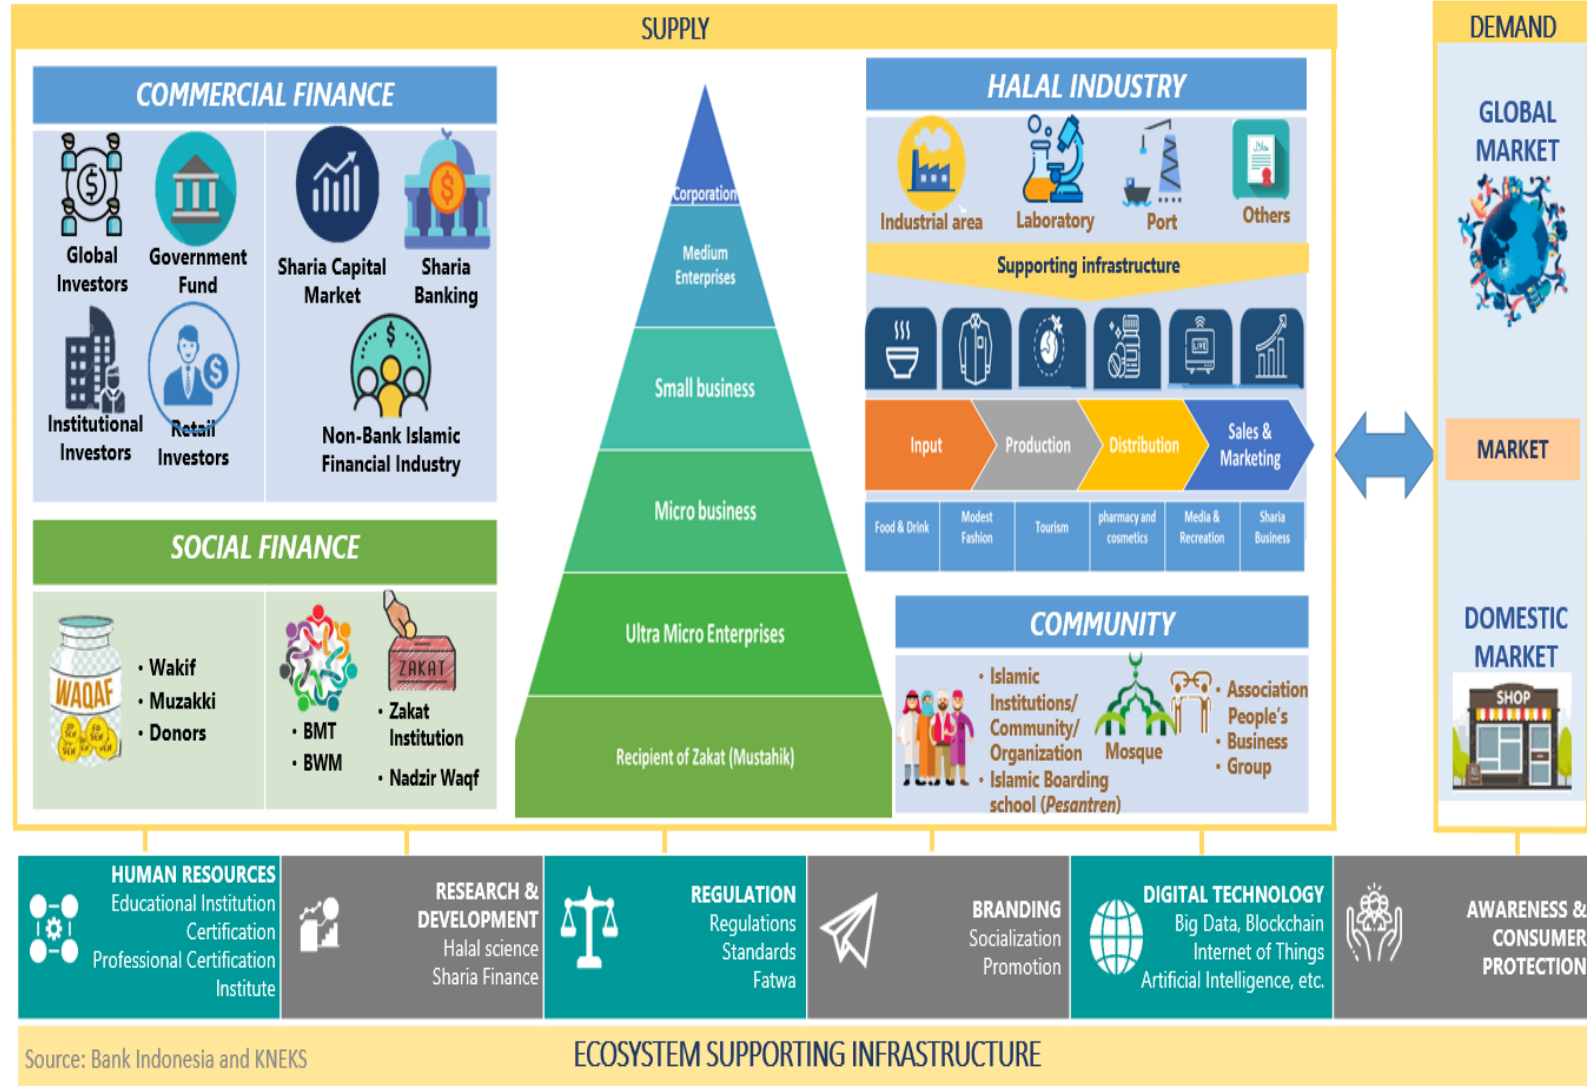 SUPPLY
COMMERCIAL FINANCE
Global
Investors
Government
Fund
Sharia Capital
Market
Sharia
Banking
Institutional
Investors
Retail
Investors
Non-Bank Islamic
Financial Industry
SOCIAL FINANCE
WAQAF
• Wakif
• Muzakki
• Donors
• BMT
• BWM
ZAKAT
• Zakat
Institution
• Nadzir Waqf
Corporation
Medium
Enterprises
Small business
Micro business
Ultra Micro Enterprises
Recipient of Zakat (Mustahik)
HALAL INDUSTRY
Industrial area
Laboratory
Port
حلال
Others
Supporting infrastructure
LIVE
Input
Production
Distribution
Sales &
Marketing
Food & Drink
Modest
Fashion
Tourism
pharmacy and
cosmetics
Media &
Recreation
Sharia
Business
COMMUNITY
• Islamic
Institutions/
Community/
Organization
• Islamic Boarding
school (Pesantren)
Mosque
• Association
People's
• Business
• Group
DEMAND
GLOBAL
MARKET
MARKET
DOMESTIC
MARKET
SHOP
HUMAN RESOURCES
Educational Institution
Certification
Professional Certification
Institute
RESEARCH &
DEVELOPMENT
Halal science
Sharia Finance
REGULATION
Regulations
Standards
Fatwa
BRANDING
Socialization
Promotion
DIGITAL TECHNOLOGY
Big Data, Blockchain
Internet of Things
Artificial Intelligence, etc.
AWARENESS &
CONSUMER
PROTECTION
Source: Bank Indonesia and KNEKS
ECOSYSTEM SUPPORTING INFRASTRUCTURE